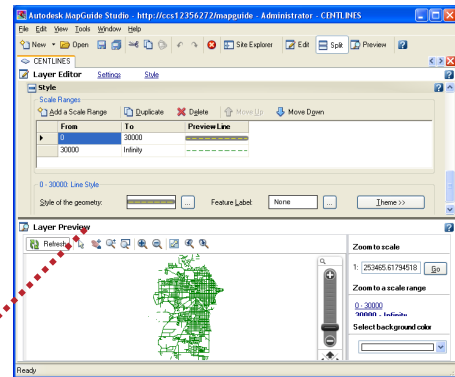 Autodesk MapGuide Studio - http://ccs12356272/mapguide - Administrator - CENTLINES
File Edit View Tools Window Help
New Open Site Explorer Edit Split Preview
CENTLINES
Layer Editor Settings Style
Style
Scale Ranges
Add a Scale Range Duplicate Delete Move Up Move Down
From To Preview Line
0 30000
30000 Infinity
0 - 30000: Line Style
Style of the geometry: ... Feature Label: None ... Theme >>
Layer Preview
Refresh
Zoom to scale
1: 253465.61794518 Go
Zoom to a scale range
0 - 30000
30000 - Infinity
Select background color
Ready